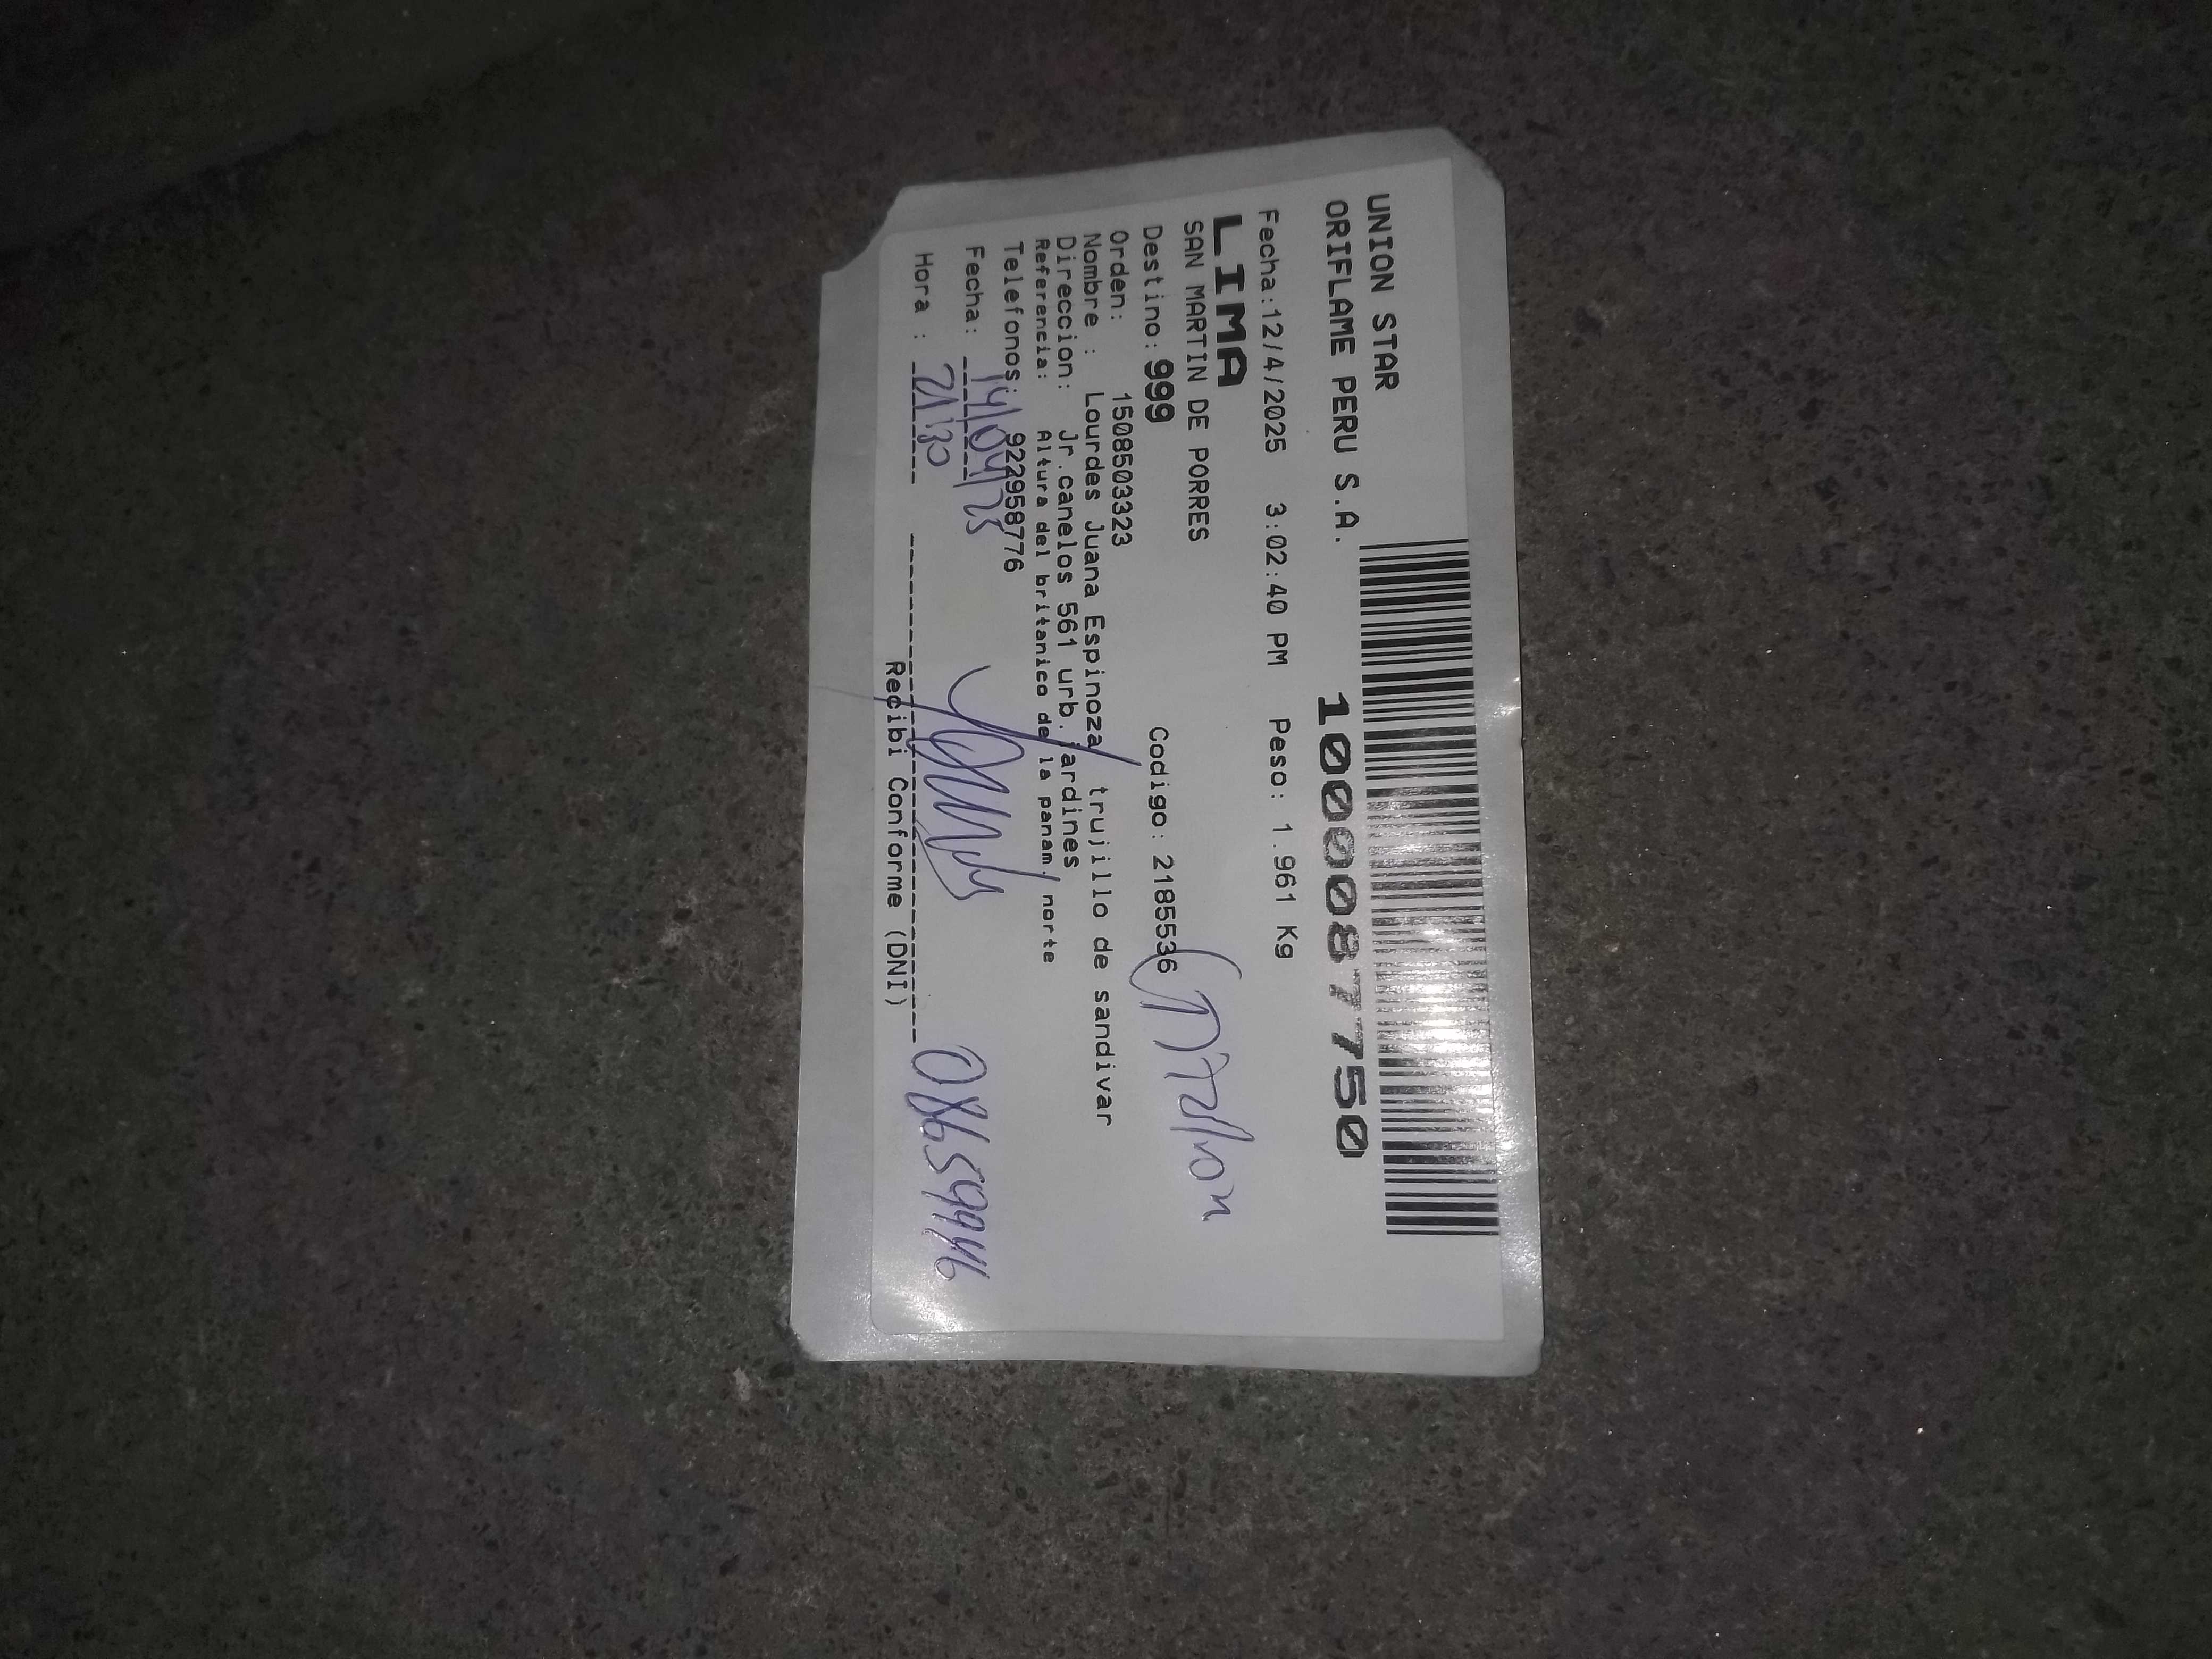 UNION STAR
ORIFLAME PERU S.A.
10000877750
Fecha:12/4/2025 3:02:40 PM Peso: 1.961 Kg
LIMA
SAN MARTIN DE PORRES
Destino: 999 Codigo: 2185536
Orden: 1508503323
Nombre : Lourdes Juana Espinoza trujillo de sandivar
Direccion: Jr.canelos 561 urb. jardines
Referencia: Altura del britanico de la panam. norte
Telefonos: 922958776
Fecha: 14/04/25
Hora : 21:30
08659946
Recibi Conforme (DNI)